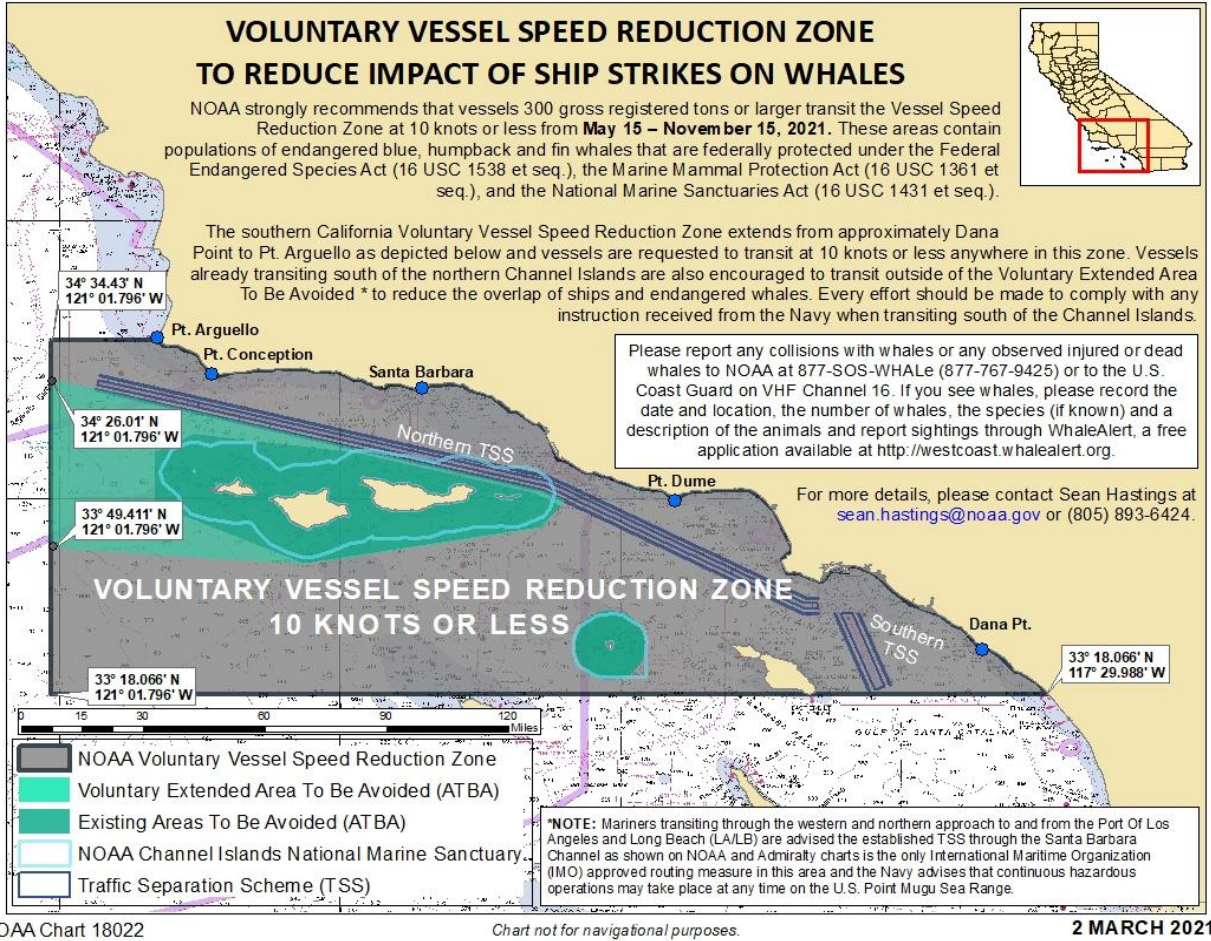 VOLUNTARY VESSEL SPEED REDUCTION ZONE
TO REDUCE IMPACT OF SHIP STRIKES ON WHALES
NOAA strongly recommends that vessels 300 gross registered tons or larger transit the Vessel Speed
Reduction Zone at 10 knots or less from May 15 – November 15, 2021. These areas contain
populations of endangered blue, humpback and fin whales that are federally protected under the Federal
Endangered Species Act (16 USC 1538 et seq.), the Marine Mammal Protection Act (16 USC 1361 et
seq.), and the National Marine Sanctuaries Act (16 USC 1431 et seq.).
The southern California Voluntary Vessel Speed Reduction Zone extends from approximately Dana
Point to Pt. Arguello as depicted below and vessels are requested to transit at 10 knots or less anywhere in this zone. Vessels
already transiting south of the northern Channel Islands are also encouraged to transit outside of the Voluntary Extended Area
To Be Avoided * to reduce the overlap of ships and endangered whales. Every effort should be made to comply with any
instruction received from the Navy when transiting south of the Channel Islands.
34° 34.43' N
121° 01.796' W
Pt. Arguello
Pt. Conception
Santa Barbara
Please report any collisions with whales or any observed injured or dead
whales to NOAA at 877-SOS-WHALe (877-767-9425) or to the U.S.
Coast Guard on VHF Channel 16. If you see whales, please record the
date and location, the number of whales, the species (if known) and a
description of the animals and report sightings through WhaleAlert, a free
application available at http://westcoast.whalealert.org.
34° 26.01' N
121° 01.796' W
Northern TSS
Pt. Dume
For more details, please contact Sean Hastings at
sean.hastings@noaa.gov or (805) 893-6424.
33° 49.411' N
121° 01.796' W
VOLUNTARY VESSEL SPEED REDUCTION ZONE
10 KNOTS OR LESS
Southern
TSS
Dana Pt.
33° 18.066' N
117° 29.988' W
33° 18.066' N
121° 01.796' W
0 15 30 60 90 120
Miles
GULF OF SANTA CATALINA
NOAA Voluntary Vessel Speed Reduction Zone
Voluntary Extended Area To Be Avoided (ATBA)
Existing Areas To Be Avoided (ATBA)
NOAA Channel Islands National Marine Sanctuary
Traffic Separation Scheme (TSS)
*NOTE: Mariners transiting through the western and northern approach to and from the Port Of Los
Angeles and Long Beach (LA/LB) are advised the established TSS through the Santa Barbara
Channel as shown on NOAA and Admiralty charts is the only International Maritime Organization
(IMO) approved routing measure in this area and the Navy advises that continuous hazardous
operations may take place at any time on the U.S. Point Mugu Sea Range.
OAA Chart 18022
Chart not for navigational purposes.
2 MARCH 2021